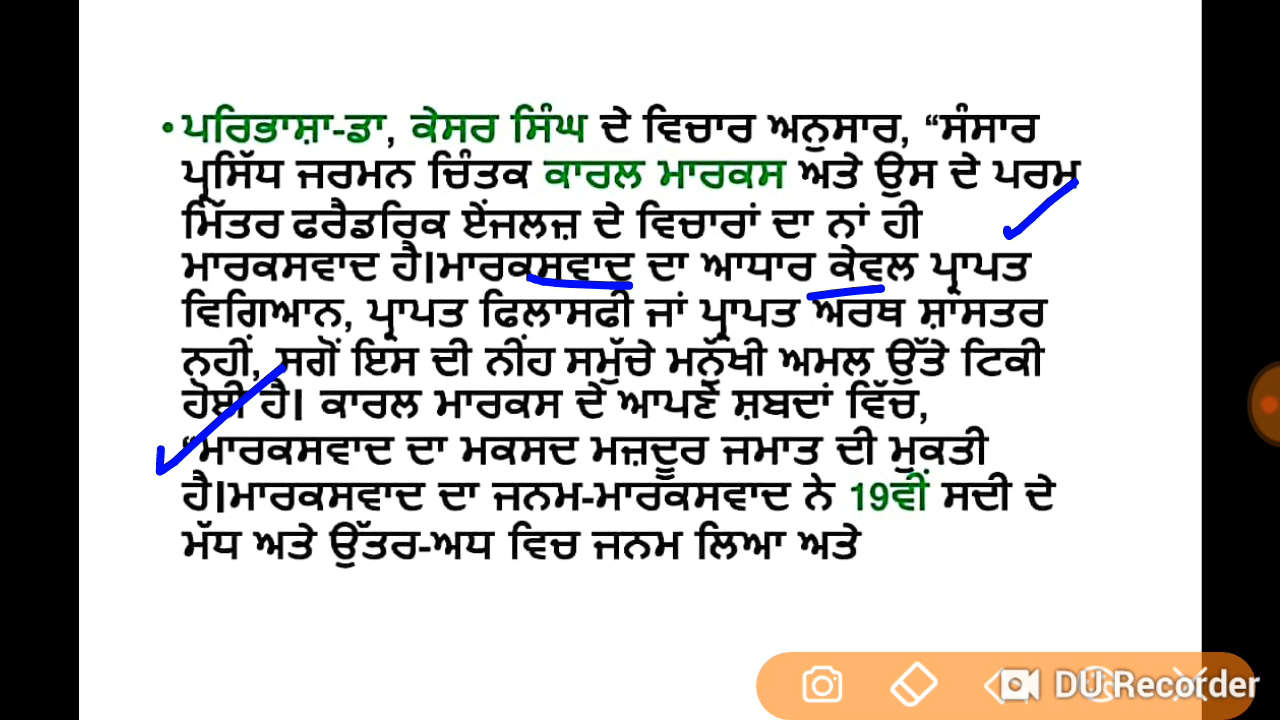 • ਪਰਿਭਾਸ਼ਾ-ਡਾ, ਕੇਸਰ ਸਿੰਘ ਦੇ ਵਿਚਾਰ ਅਨੁਸਾਰ, “ਸੰਸਾਰ
ਪ੍ਰਸਿੱਧ ਜਰਮਨ ਚਿੰਤਕ ਕਾਰਲ ਮਾਰਕਸ ਅਤੇ ਉਸ ਦੇ ਪਰਮ
ਮਿੱਤਰ ਫਰੈਡਰਿਕ ਏਂਜਲਜ਼ ਦੇ ਵਿਚਾਰਾਂ ਦਾ ਨਾਂ ਹੀ
ਮਾਰਕਸਵਾਦ ਹੈ।ਮਾਰਕਸਵਾਦ ਦਾ ਆਧਾਰ ਕੇਵਲ ਪ੍ਰਾਪਤ
ਵਿਗਿਆਨ, ਪ੍ਰਾਪਤ ਫਿਲਾਸਫੀ ਜਾਂ ਪ੍ਰਾਪਤ ਅਰਥ ਸ਼ਾਸਤਰ
ਨਹੀਂ, ਸਗੋਂ ਇਸ ਦੀ ਨੀਂਹ ਸਮੁੱਚੇ ਮਨੁੱਖੀ ਅਮਲ ਉੱਤੇ ਟਿਕੀ
ਹੋਈ ਹੈ। ਕਾਰਲ ਮਾਰਕਸ ਦੇ ਆਪਣੇ ਸ਼ਬਦਾਂ ਵਿੱਚ,
“ਮਾਰਕਸਵਾਦ ਦਾ ਮਕਸਦ ਮਜ਼ਦੂਰ ਜਮਾਤ ਦੀ ਮੁਕਤੀ
ਹੈ।ਮਾਰਕਸਵਾਦ ਦਾ ਜਨਮ-ਮਾਰਕਸਵਾਦ ਨੇ 19ਵੀਂ ਸਦੀ ਦੇ
ਮੱਧ ਅਤੇ ਉੱਤਰ-ਅਧ ਵਿਚ ਜਨਮ ਲਿਆ ਅਤੇ
DU Recorder